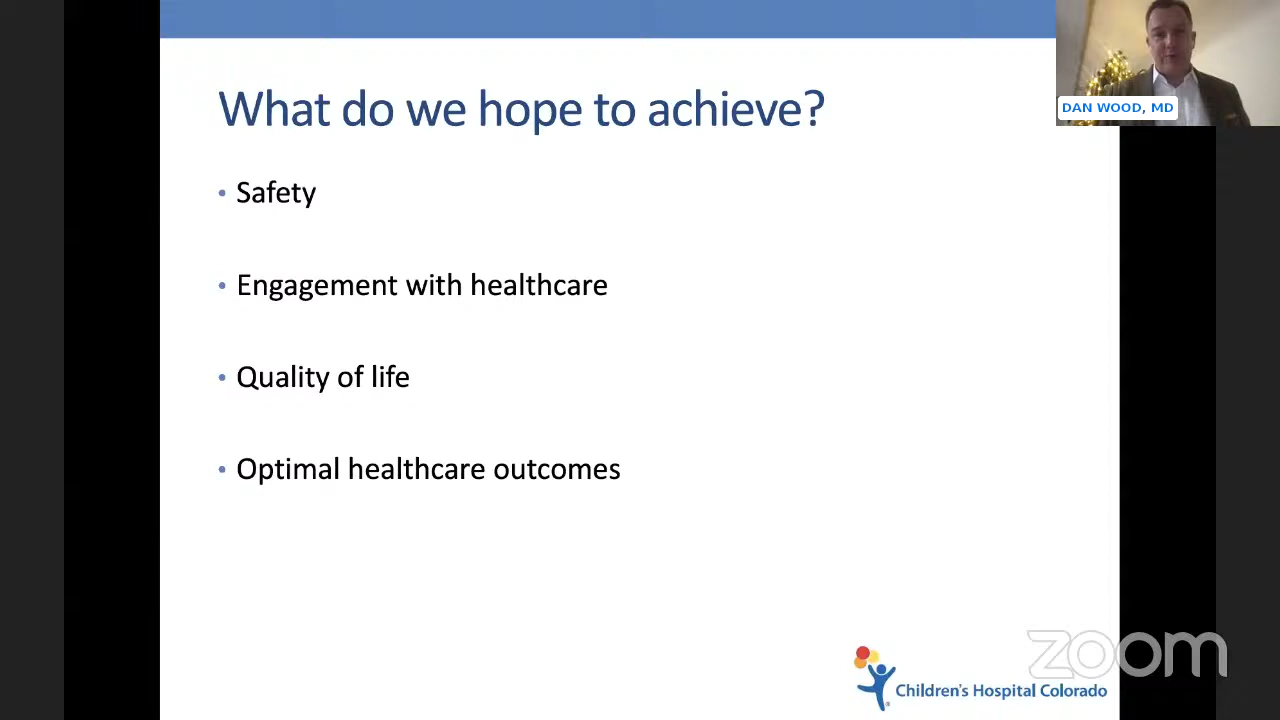 What do we hope to achieve?
DAN WOOD, MD
• Safety
• Engagement with healthcare
• Quality of life
• Optimal healthcare outcomes
zoom
Children's Hospital Colorado